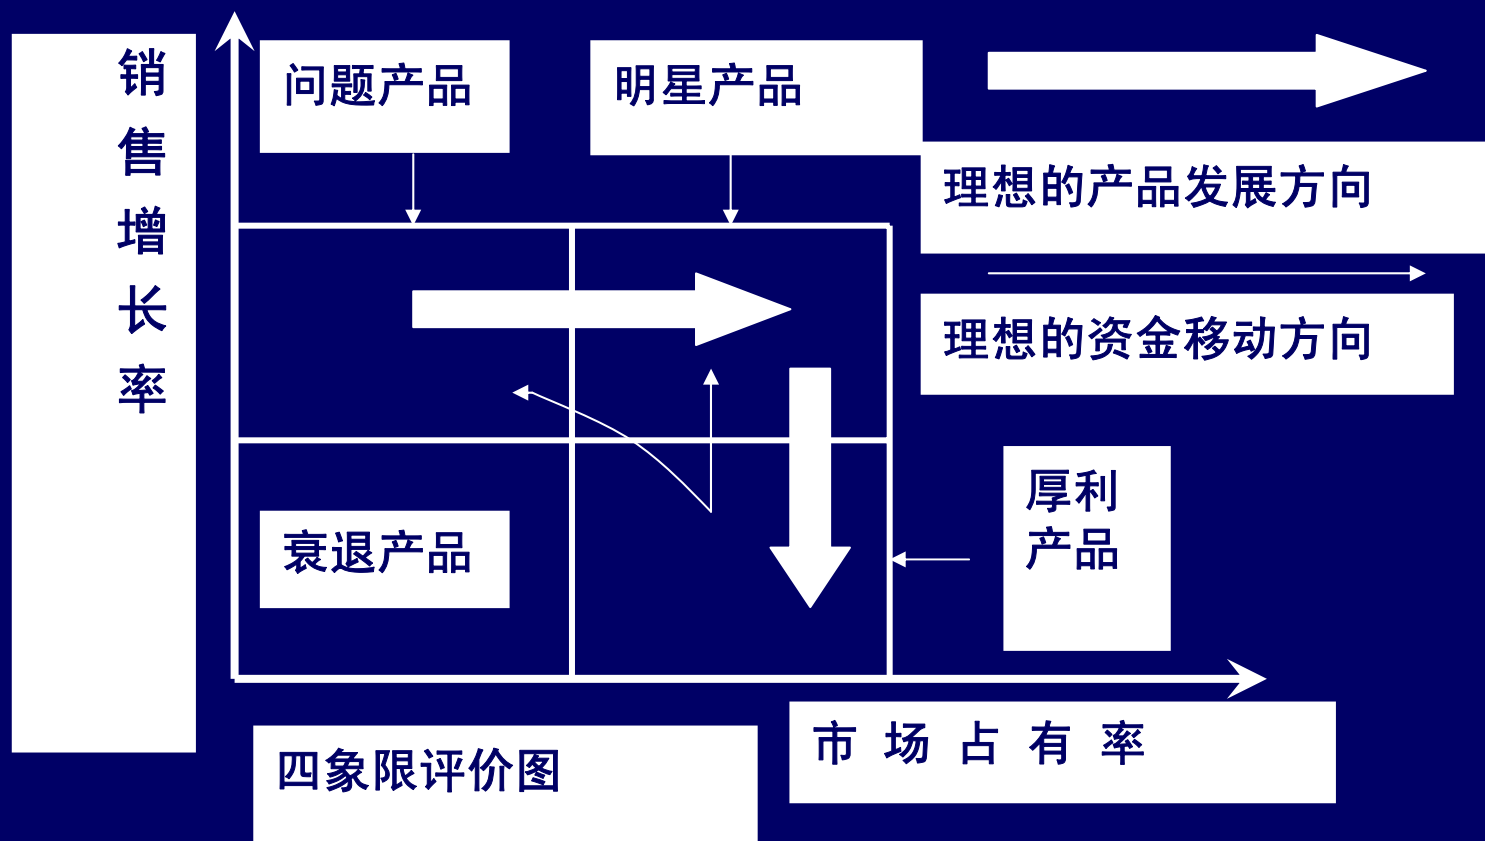 销
售
增
长
率
问题产品
明星产品
理想的产品发展方向
理想的资金移动方向
厚利
产品
衰退产品
市 场 占 有 率
四象限评价图